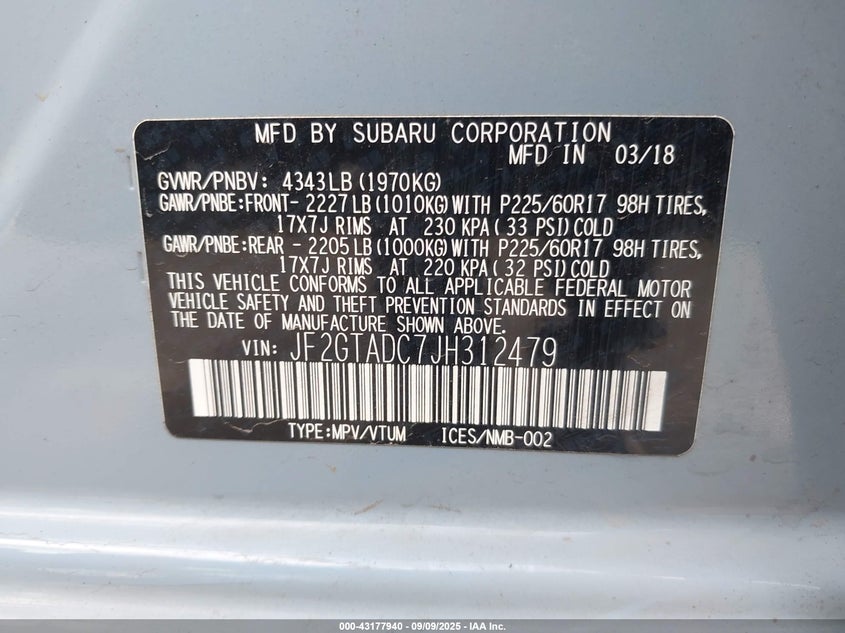 MFD BY SUBARU CORPORATION
MFD IN 03/18
GVWR/PNBV: 4343LB (1970KG)
GAWR/PNBE:FRONT- 2227LB (1010KG) WITH P225/60R17 98H TIRES,
17X7J RIMS AT 230 KPA (33 PSI) COLD
GAWR/PNBE:REAR - 2205LB (1000KG) WITH P225/60R17 98H TIRES,
17X7J RIMS AT 220 KPA (32 PSI) COLD
THIS VEHICLE CONFORMS TO ALL APPLICABLE FEDERAL MOTOR
VEHICLE SAFETY AND THEFT PREVENTION STANDARDS IN EFFECT ON
THE DATE OF MANUFACTURE SHOWN ABOVE.
VIN: JF2GTADC7JH312479
TYPE:MPV/VTUM ICES/NMB-002
000-43177940 - 09/09/2025 - IAA Inc.